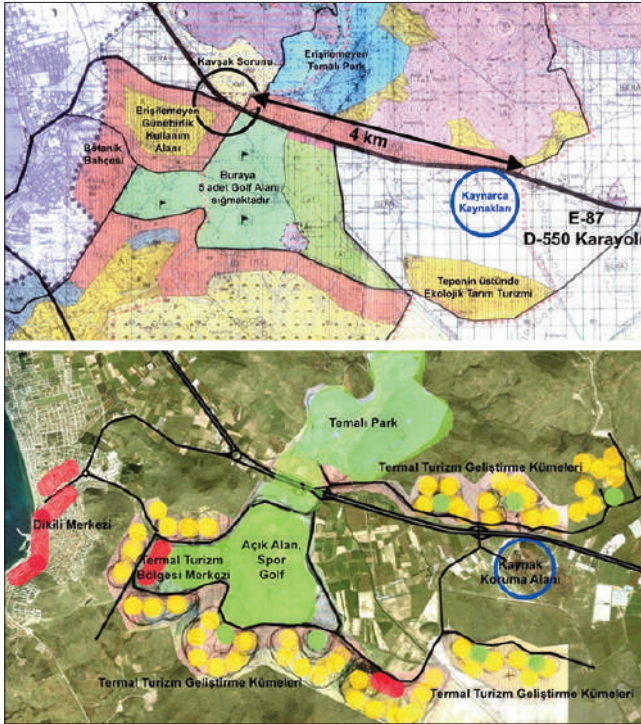 Kavşak Sorunu
Erişilemeyen
Temalı Park
Erişilemeyen
Günübirlik
Kullanım
Alanı
Botanik
Bahçesi
4 km
Buraya
5 adet Golf Alanı
sığmaktadır
Kaynarca
Kaynakları
E-87
D-550 Karayolu
Tepenin üstünde
Ekolojik Tarım Turizmi
Temalı Park
Termal Turizm Geliştirme Kümeleri
Dikili Merkezi
Açık Alan,
Spor
Golf
Termal Turizm
Bölgesi Merkezi
Kaynak
Koruma Alanı
Termal Turizm Geliştirme Kümeleri
Termal Turizm Geliştirme Kümeleri